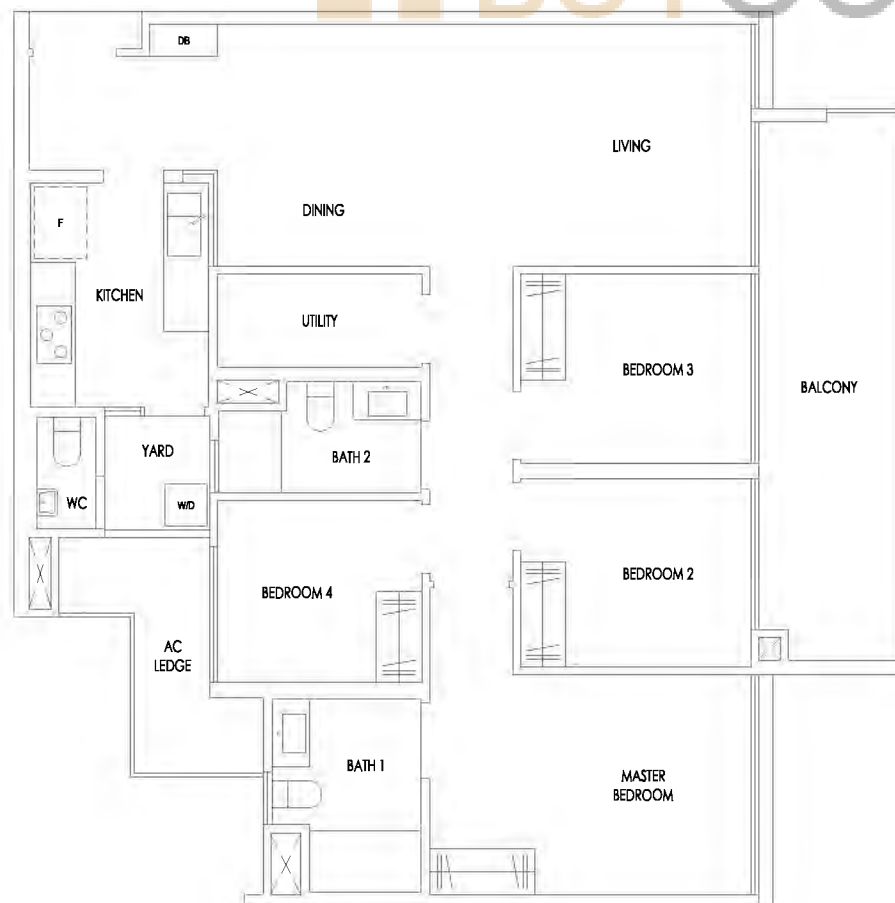 DB
LIVING
DINING
F
KITCHEN
UTILITY
BEDROOM 3
BALCONY
YARD
BATH 2
WC
W/D
BEDROOM 4
BEDROOM 2
AC
LEDGE
BATH 1
MASTER
BEDROOM